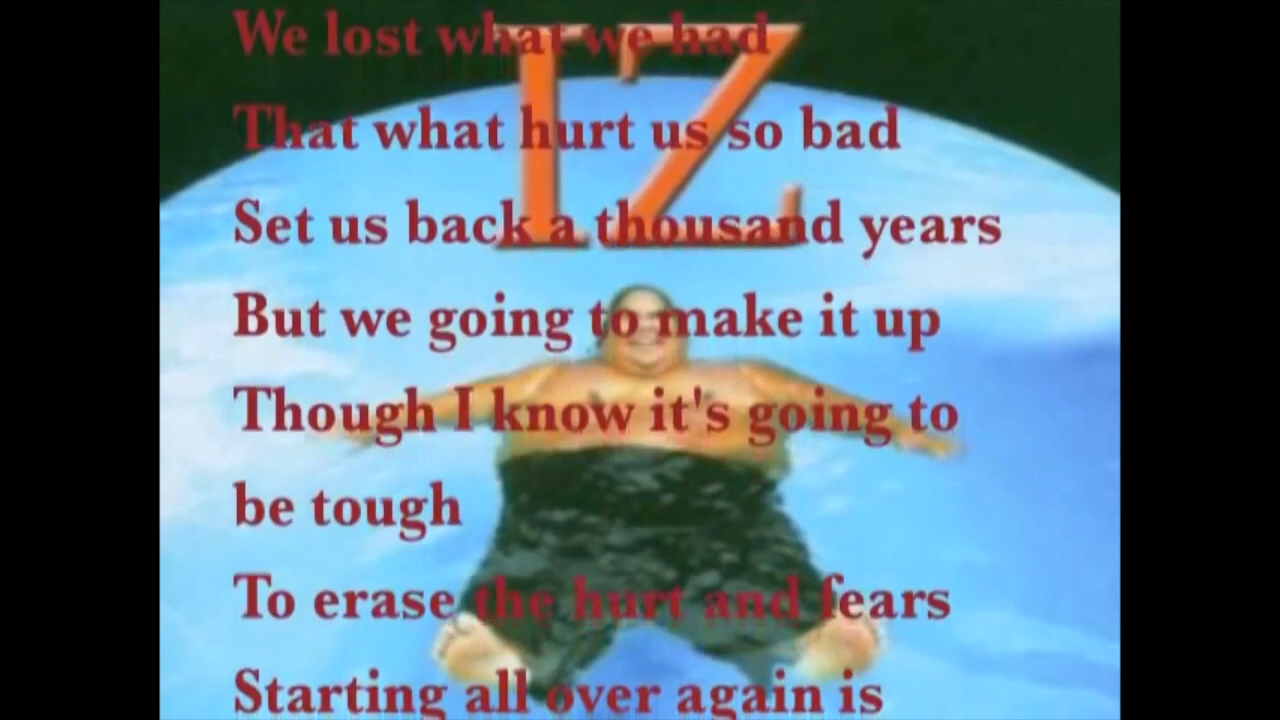 IZ
We lost what we had
That what hurt us so bad
Set us back a thousand years
But we going to make it up
Though I know it's going to
be tough
To erase the hurt and fears
Starting all over again is